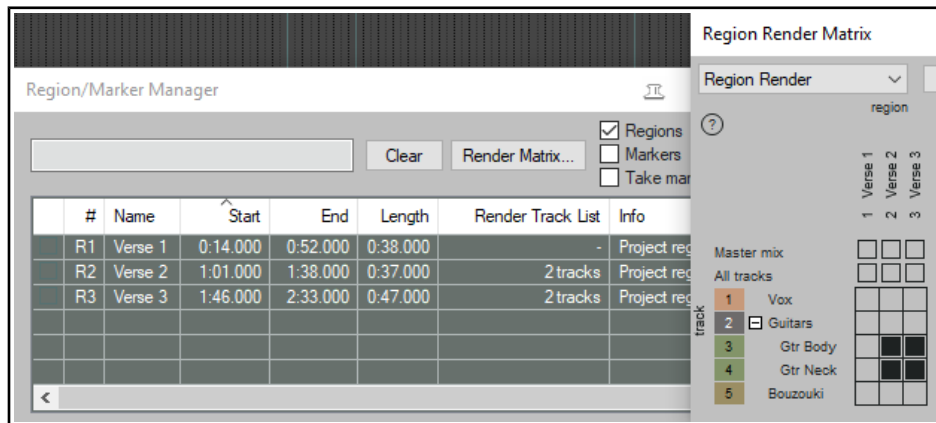 Region/Marker Manager
Clear
Render Matrix...
Regions
Markers
Take mar
# Name Start End Length Render Track List Info
R1 Verse 1 0:14.000 0:52.000 0:38.000 - Project reg
R2 Verse 2 1:01.000 1:38.000 0:37.000 2 tracks Project reg
R3 Verse 3 1:46.000 2:33.000 0:47.000 2 tracks Project reg
Region Render Matrix
Region Render
region
?
1 Verse 1
2 Verse 2
3 Verse 3
Master mix
All tracks
track
1 Vox
2 Guitars
3 Gtr Body
4 Gtr Neck
5 Bouzouki